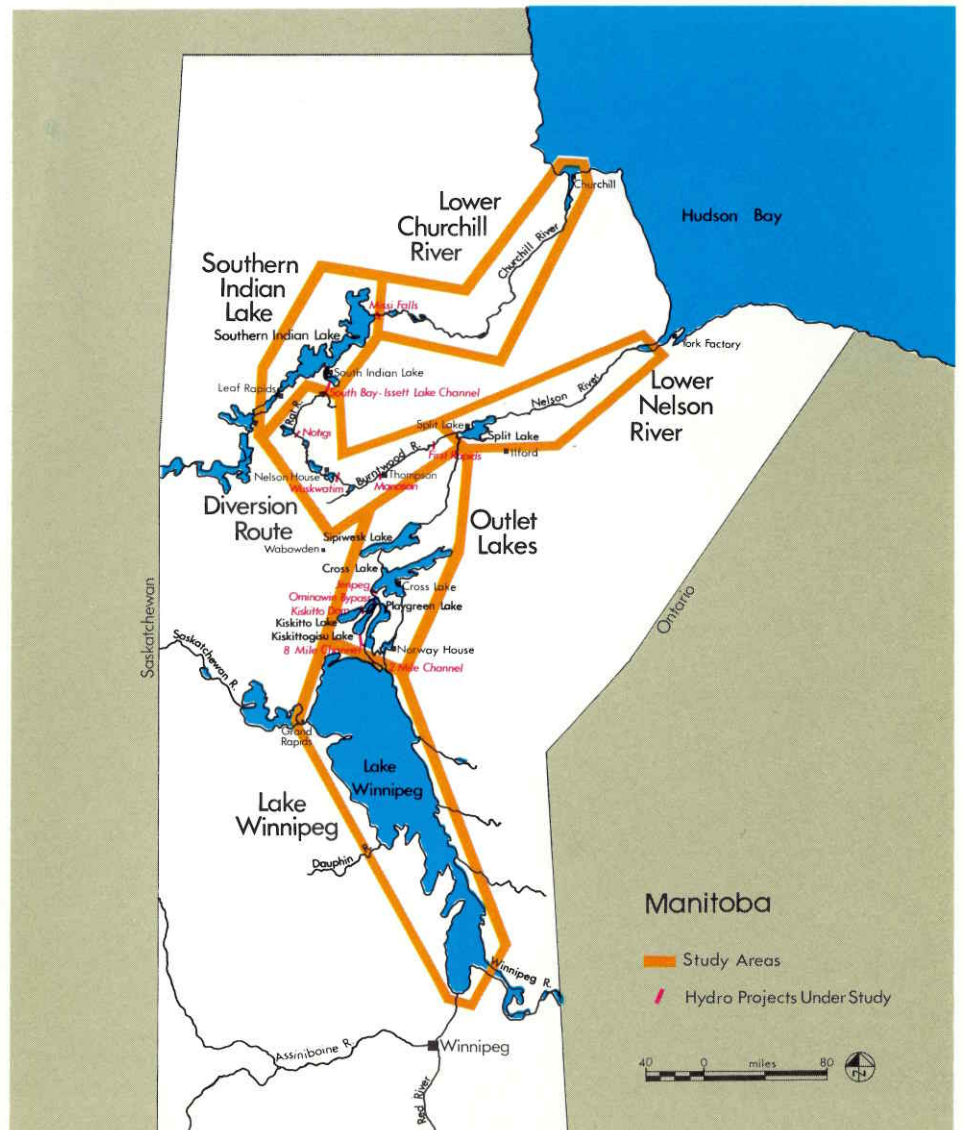 Hudson Bay
Churchill
Lower
Churchill
River
Churchill River
Southern
Indian
Lake
Missi Falls
Southern Indian Lake
South Indian Lake
Leaf Rapids
South Bay - Issett Lake Channel
Rat R.
Notigi
York Factory
Nelson River
Lower
Nelson
River
Split Lake
Split Lake
Ilford
First Rapids
Burntwood R.
Nelson House
Thompson
Wuskwatim
Manasan
Diversion
Route
Outlet
Lakes
Sipiwesk Lake
Wabowden
Cross Lake
Cross Lake
Jenpeg
Ominawin Bypass
Playgreen Lake
Kiskitto Dam
Kiskitto Lake
Kiskittogisu Lake
8 Mile Channel
Norway House
2 Mile Channel
Saskatchewan
Ontario
Saskatchewan R.
Grand
Rapids
Lake
Winnipeg
Lake
Winnipeg
Dauphin R.
Winnipeg R.
Assiniboine R.
Winnipeg
Red River
Manitoba
Study Areas
Hydro Projects Under Study
40 0 miles 80
Z